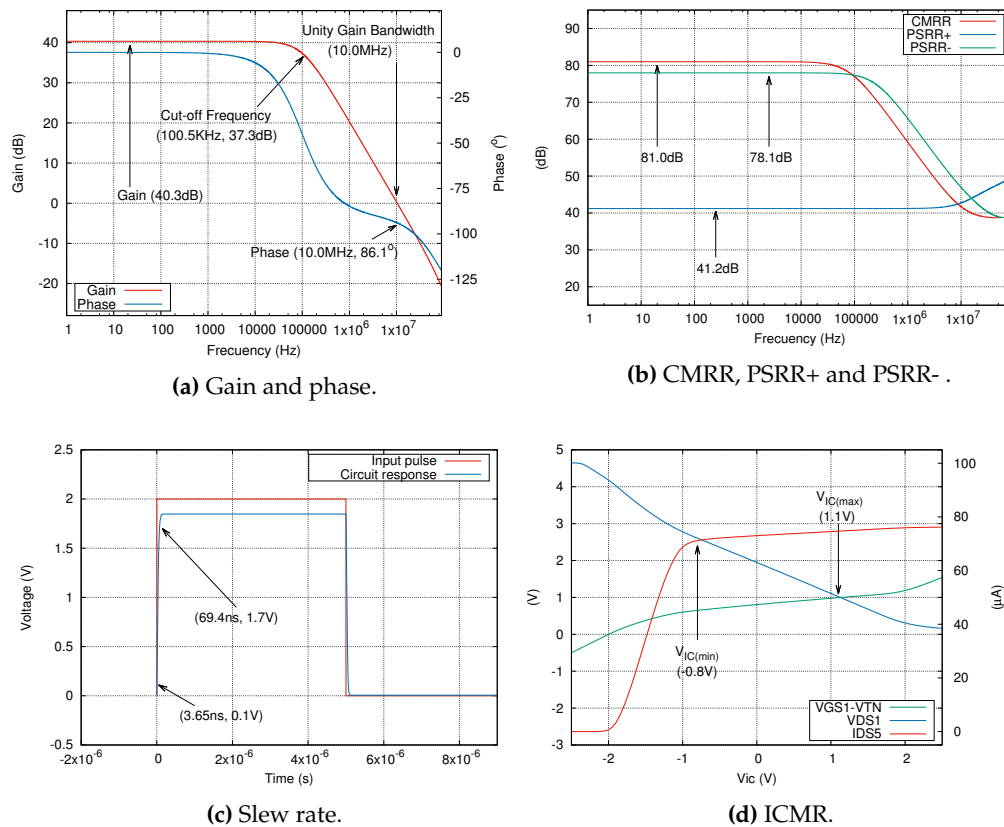 Unity Gain Bandwidth
(10.0MHz)
Cut-off Frequency
(100.5KHz, 37.3dB)
Gain (40.3dB)
Phase (10.0MHz, 86.1°)
Gain
Phase
40
30
20
10
0
-10
-20
Gain (dB)
0
-25
-50
-75
-100
-125
Phase (°)
1 10 100 1000 10000 100000 1x10^6 1x10^7
Frecuency (Hz)
(a) Gain and phase.
CMRR
PSRR+
PSRR-
90
80
70
60
50
40
30
20
15
(dB)
81.0dB
78.1dB
41.2dB
1 10 100 1000 10000 100000 1x10^6 1x10^7
Frecuency (Hz)
(b) CMRR, PSRR+ and PSRR- .
Input pulse
Circuit response
2.5
2
1.5
1
0.5
0
-0.5
Voltage (V)
(69.4ns, 1.7V)
(3.65ns, 0.1V)
-2x10^-6 0 2x10^-6 4x10^-6 6x10^-6 8x10^-6
Time (s)
(c) Slew rate.
5
4
3
2
1
0
-1
-2
-3
(V)
V_IC(max)
(1.1V)
V_IC(min)
(-0.8V)
VGS1-VTN
VDS1
IDS5
100
80
60
40
20
0
(µA)
-2 -1 0 1 2
Vic (V)
(d) ICMR.